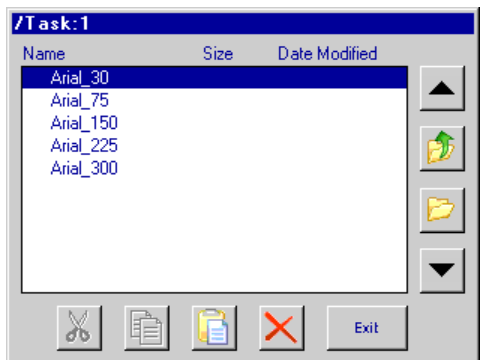 /Task:1
Name Size Date Modified
Arial_30
Arial_75
Arial_150
Arial_225
Arial_300
Exit